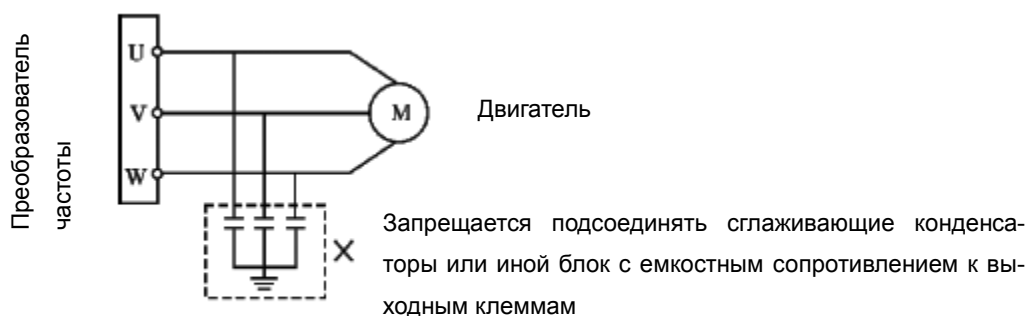 Преобразователь
частоты
U
V
W
M
Двигатель
Запрещается подсоединять сглаживающие конденса-
торы или иной блок с емкостным сопротивлением к вы-
ходным клеммам